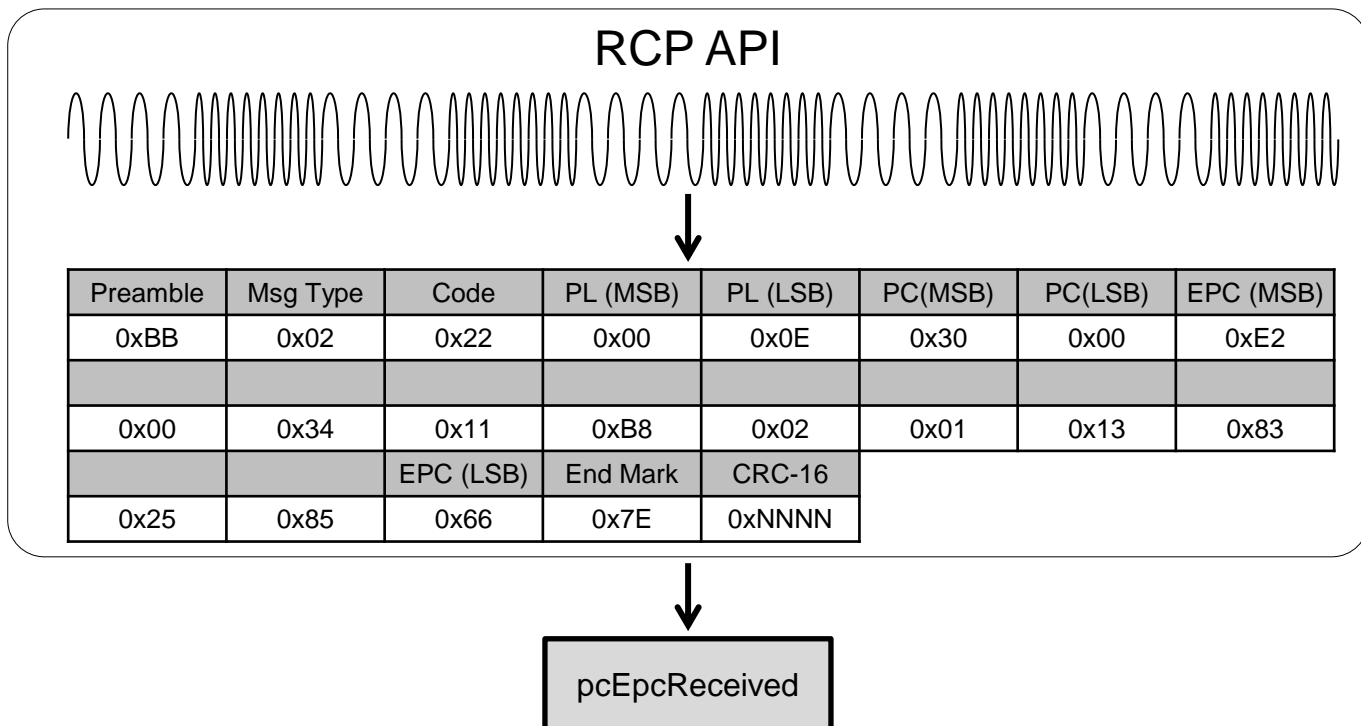 RCP API
Preamble Msg Type Code PL (MSB) PL (LSB) PC(MSB) PC(LSB) EPC (MSB)
0xBB 0x02 0x22 0x00 0x0E 0x30 0x00 0xE2
0x00 0x34 0x11 0xB8 0x02 0x01 0x13 0x83
EPC (LSB) End Mark CRC-16
0x25 0x85 0x66 0x7E 0xNNNN
pcEpcReceived